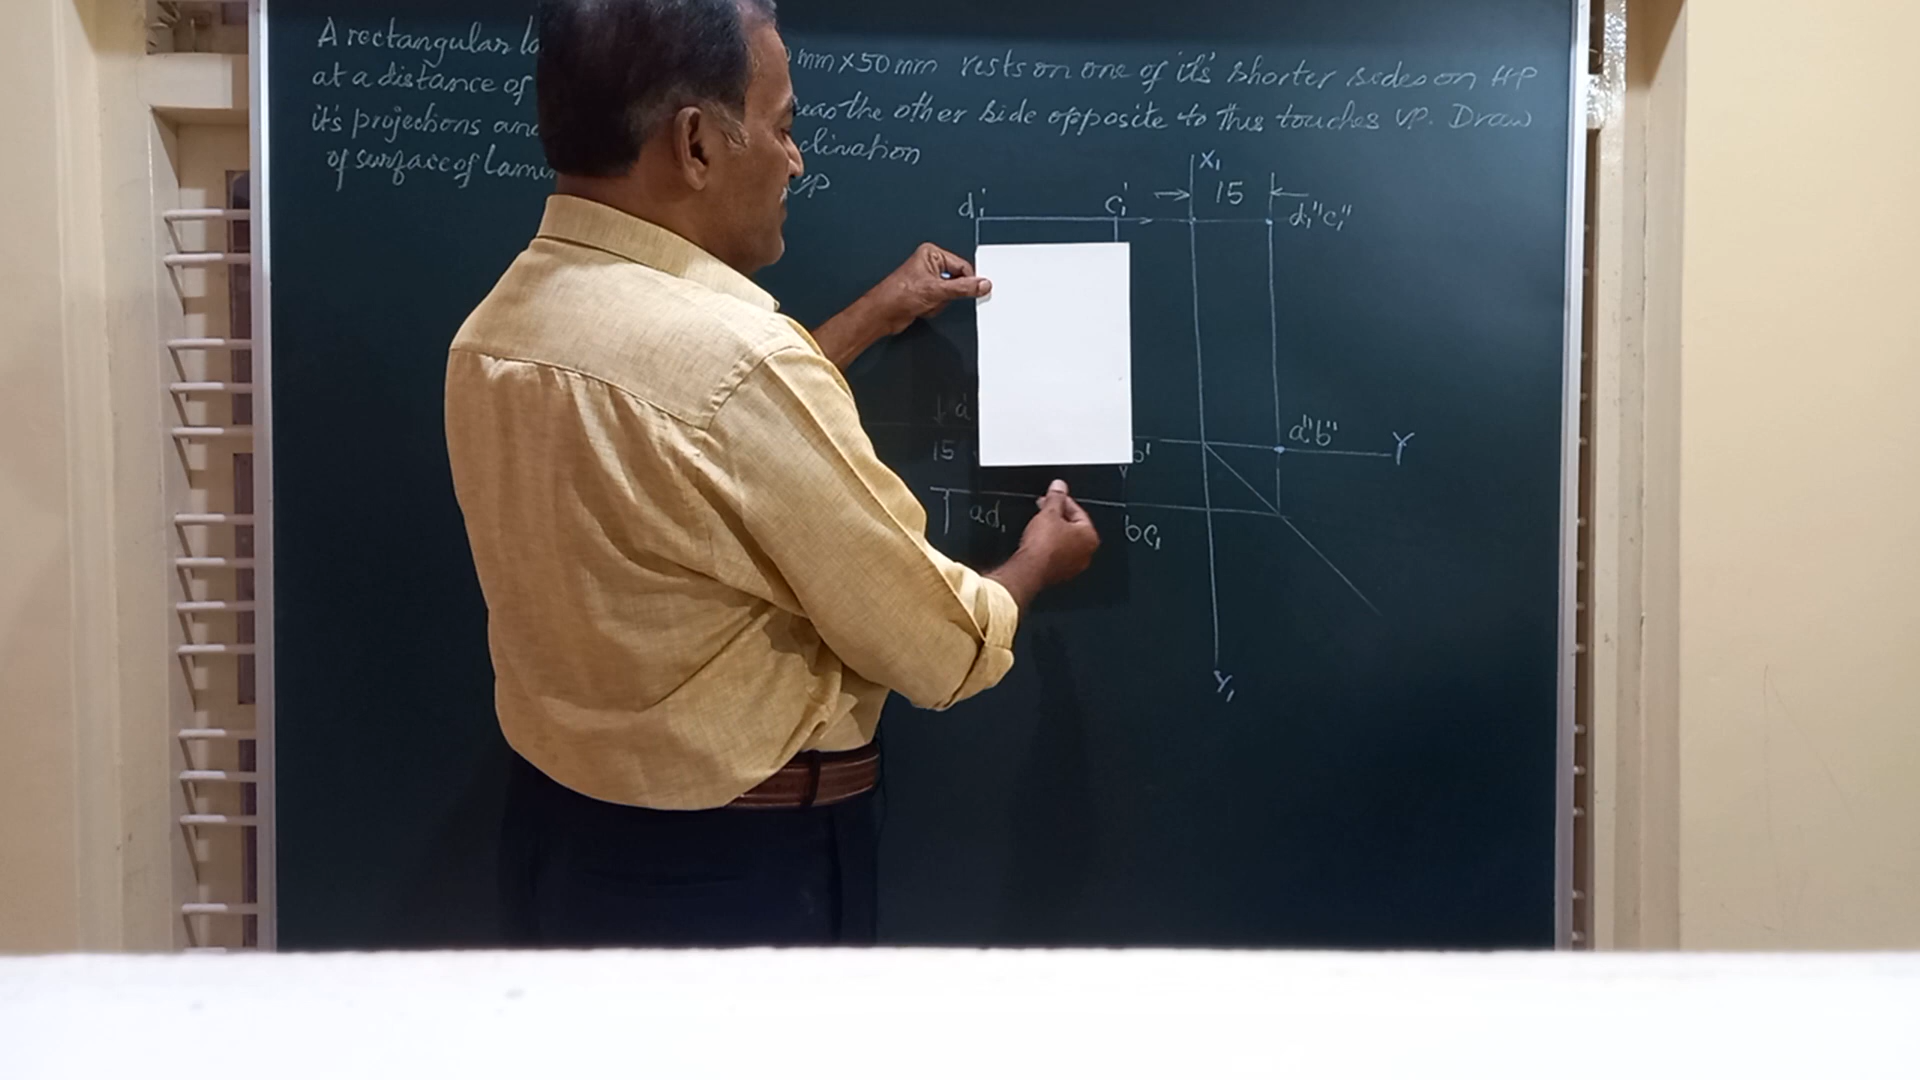 A rectangular la mm x 50 mm rests on one of it's shorter sides on HP
at a distance of the other side opposite to this touches VP. Draw
it's projections and clination
of surface of lami VP
X₁
15
d₁' c₁' d₁"c₁"
a'
15 b' a"b" Y
ad₁ bc₁
Y₁